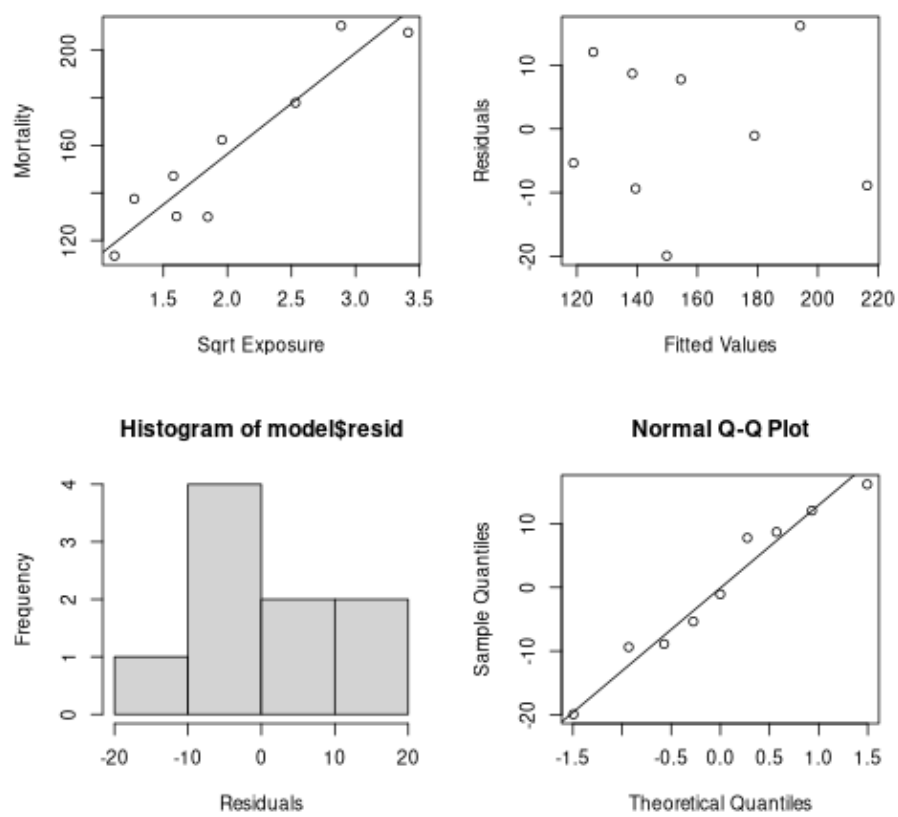 Mortality
200
160
120
1.5 2.0 2.5 3.0 3.5
Sqrt Exposure
Residuals
10
0
-10
-20
120 140 160 180 200 220
Fitted Values
Histogram of model$resid
Frequency
4
3
2
1
0
-20 -10 0 10 20
Residuals
Normal Q-Q Plot
Sample Quantiles
10
0
-10
-20
-1.5 -0.5 0.0 0.5 1.0 1.5
Theoretical Quantiles